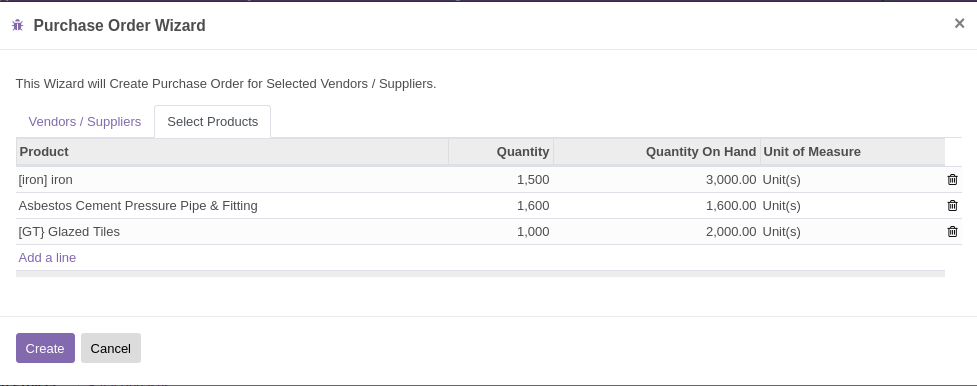 Purchase Order Wizard ×
This Wizard will Create Purchase Order for Selected Vendors / Suppliers.
Vendors / Suppliers Select Products
Product Quantity Quantity On Hand Unit of Measure
[iron] iron 1,500 3,000.00 Unit(s)
Asbestos Cement Pressure Pipe & Fitting 1,600 1,600.00 Unit(s)
[GT} Glazed Tiles 1,000 2,000.00 Unit(s)
Add a line
Create Cancel